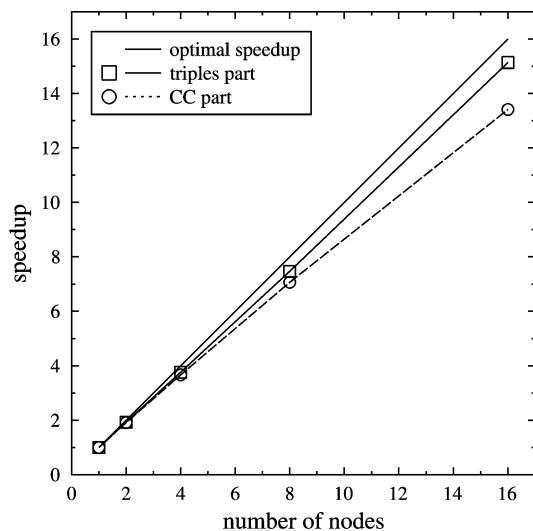 optimal speedup
triples part
CC part
speedup
16
14
12
10
8
6
4
2
0
0 2 4 6 8 10 12 14 16
number of nodes